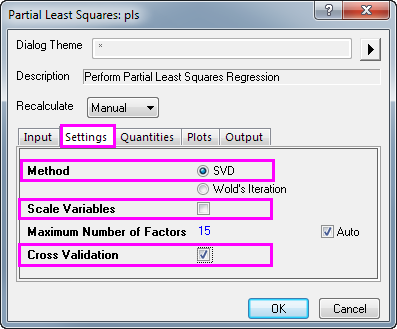 Partial Least Squares: pls
Dialog Theme *
Description Perform Partial Least Squares Regression
Recalculate Manual
Input Settings Quantities Plots Output
Method SVD
Wold's Iteration
Scale Variables
Maximum Number of Factors 15 Auto
Cross Validation
OK Cancel